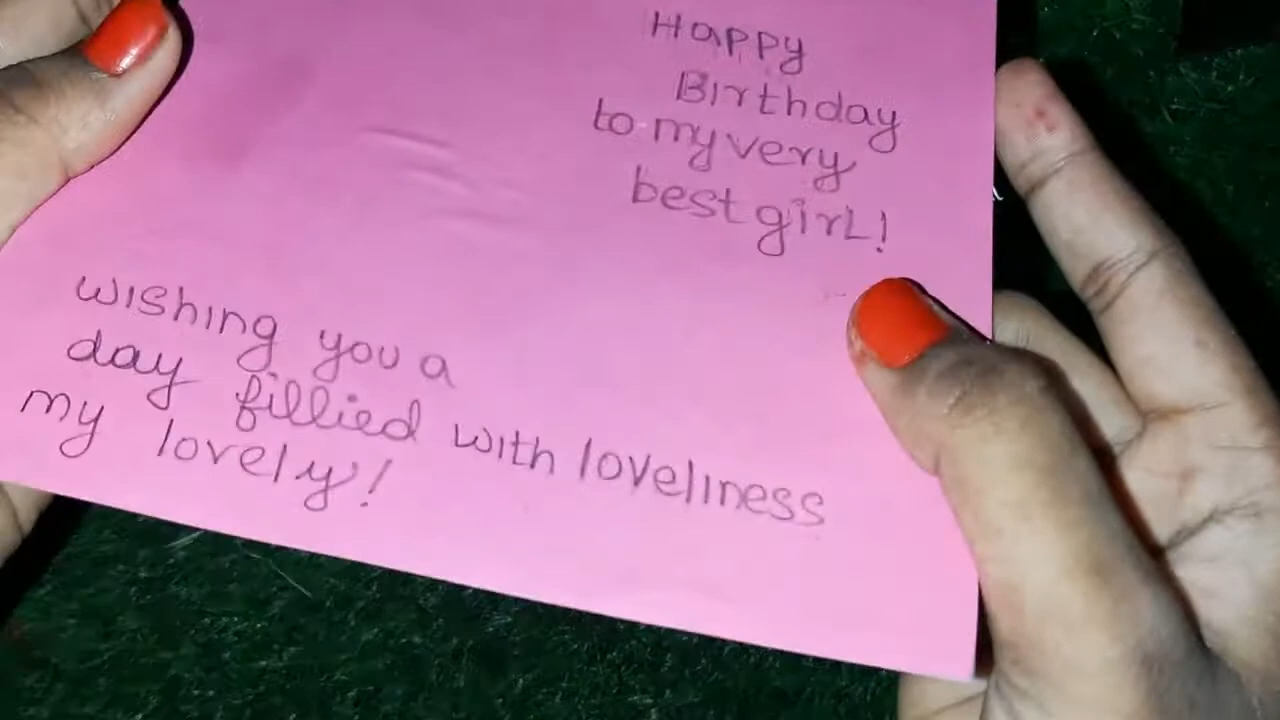 Happy
Birthday
to my very
best girL!
wishing you a
day fillied with loveliness
my lovely!